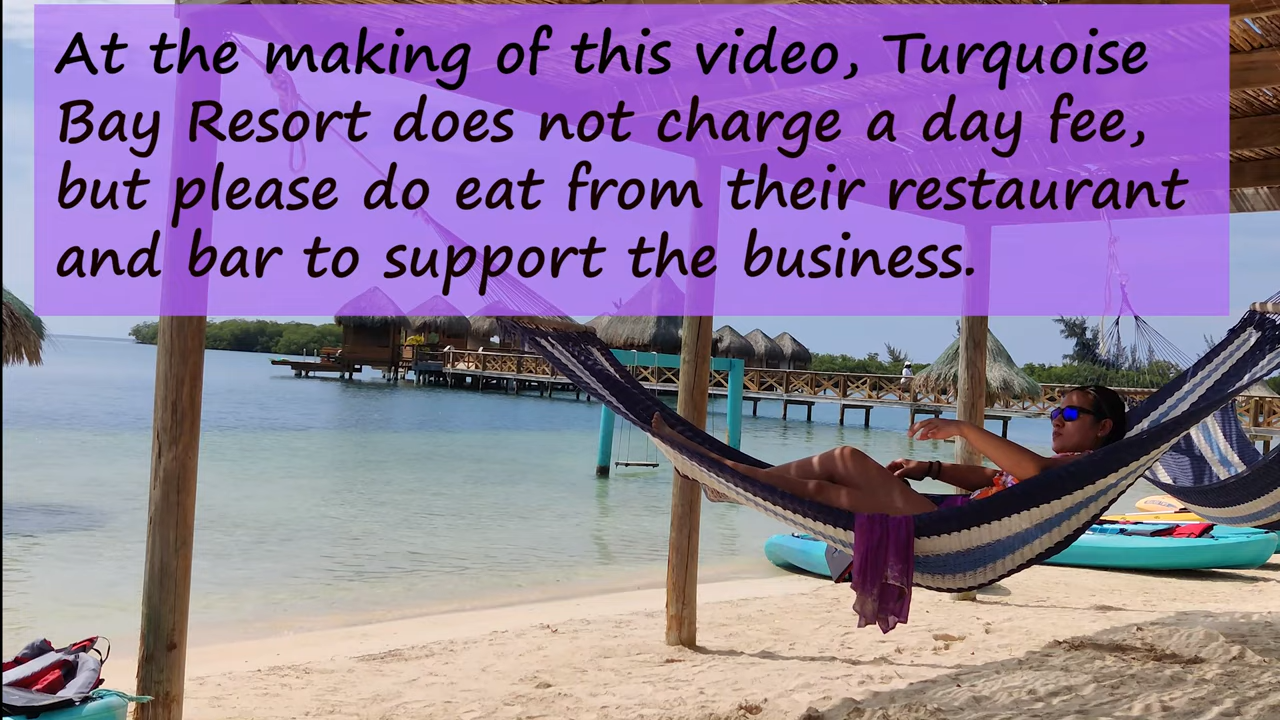 At the making of this video, Turquoise
Bay Resort does not charge a day fee,
but please do eat from their restaurant
and bar to support the business.